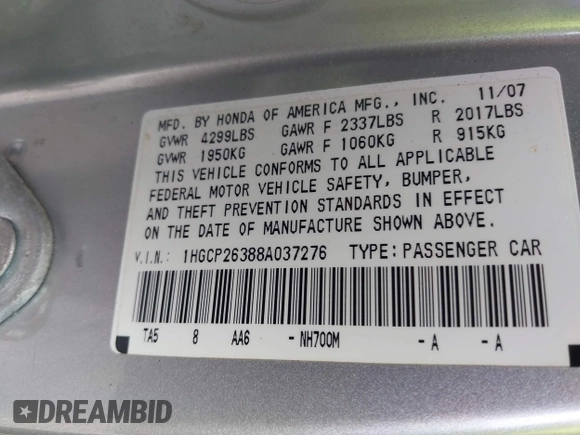 MFD. BY HONDA OF AMERICA MFG., INC. 11/07
GVWR 4299LBS GAWR F 2337LBS R 2017LBS
GVWR 1950KG GAWR F 1060KG R 915KG
THIS VEHICLE CONFORMS TO ALL APPLICABLE
FEDERAL MOTOR VEHICLE SAFETY, BUMPER,
AND THEFT PREVENTION STANDARDS IN EFFECT
ON THE DATE OF MANUFACTURE SHOWN ABOVE.
V.I.N.: 1HGCP26388A037276 TYPE: PASSENGER CAR
TA5 8 AA6 - NH700M - A - A
DREAMBID